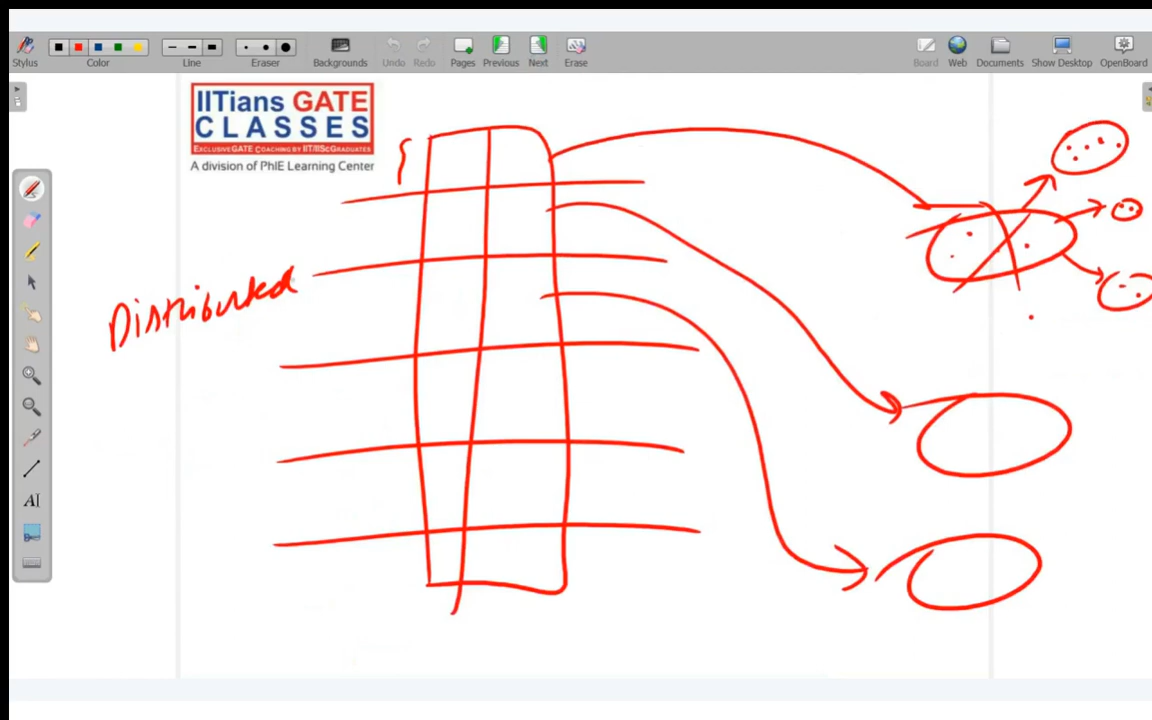 Stylus
Color
Line
Eraser
Backgrounds
Undo
Redo
Pages
Previous
Next
Erase
Board
Web
Documents
Show Desktop
OpenBoard
IITians GATE
CLASSES
EXCLUSIVE GATE COACHING BY IIT/IISC GRADUATES
A division of PhIE Learning Center
Distributed
AI